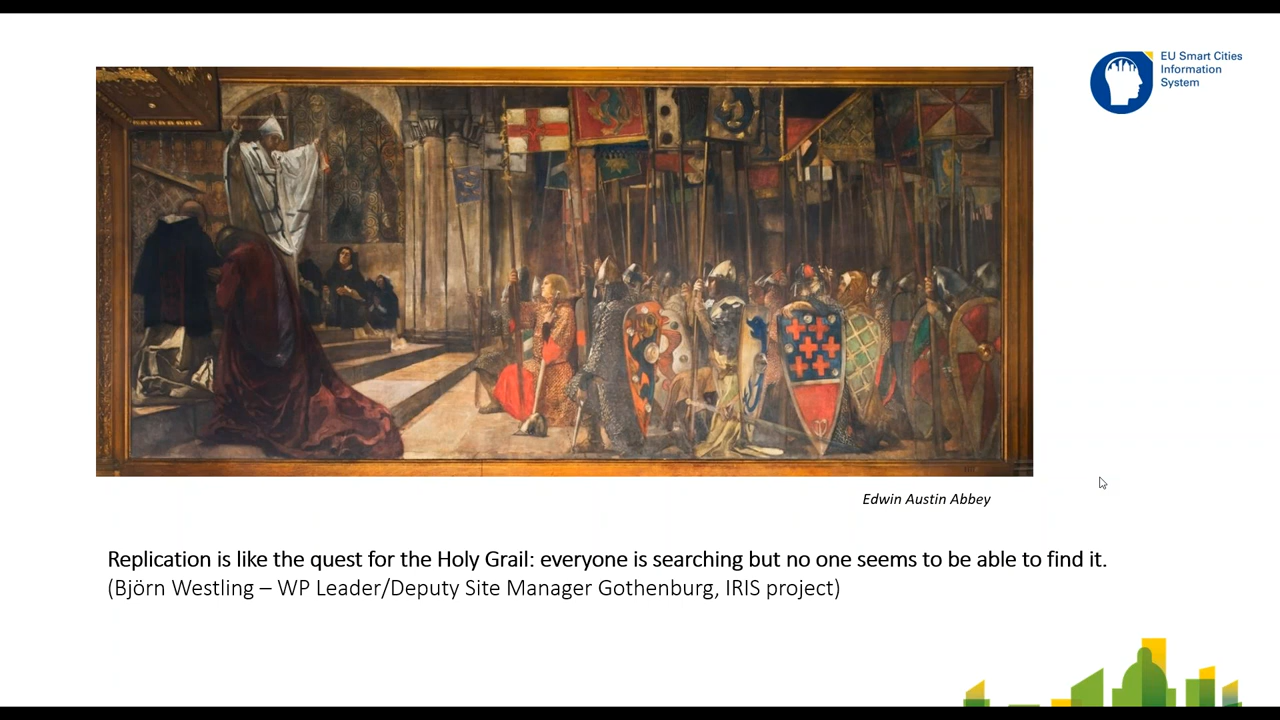 EU Smart Cities
Information
System
Edwin Austin Abbey
Replication is like the quest for the Holy Grail: everyone is searching but no one seems to be able to find it.
(Björn Westling – WP Leader/Deputy Site Manager Gothenburg, IRIS project)